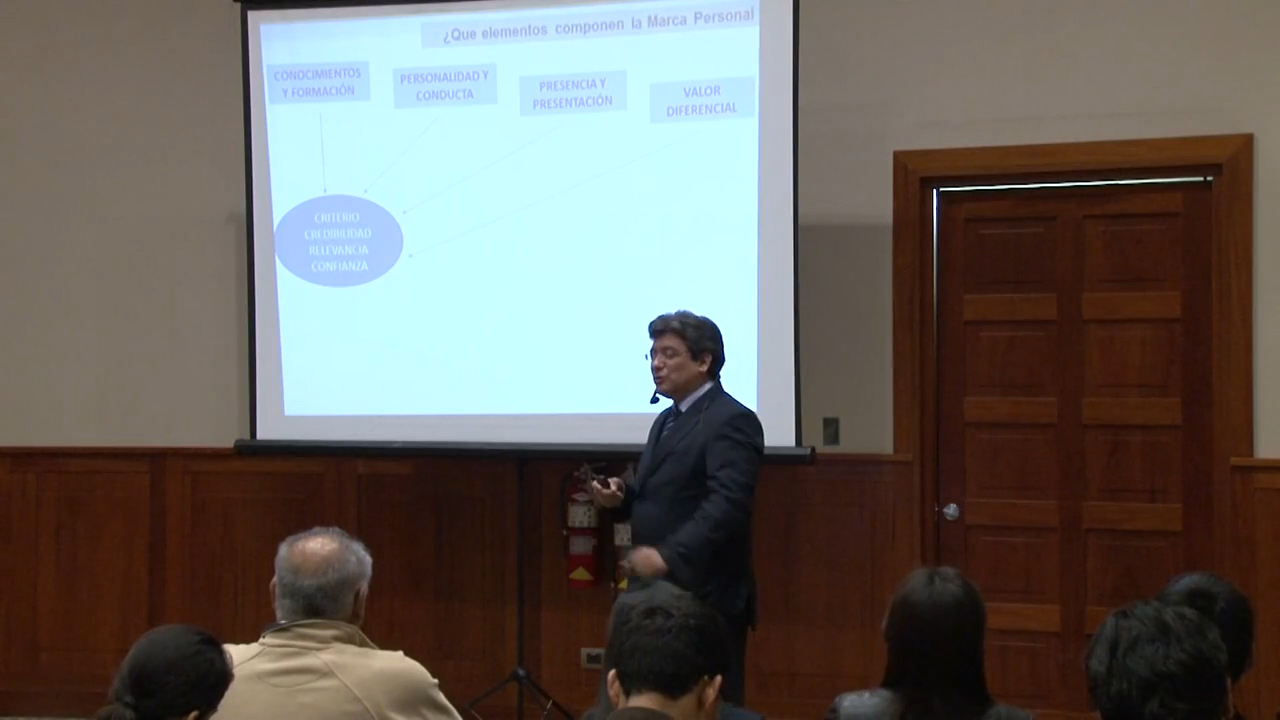 ¿Que elementos componen la Marca Personal
CONOCIMIENTOS
Y FORMACIÓN
PERSONALIDAD Y
CONDUCTA
PRESENCIA Y
PRESENTACIÓN
VALOR
DIFERENCIAL
CRITERIO
CREDIBILIDAD
RELEVANCIA
CONFIANZA